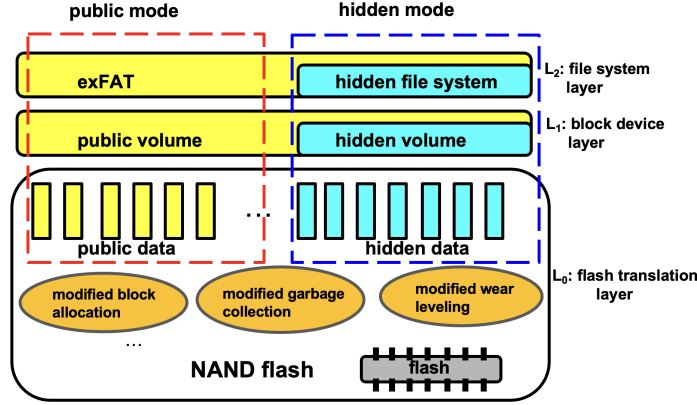 public mode
hidden mode
exFAT
hidden file system
L₂: file system
layer
public volume
hidden volume
L₁: block device
layer
...
public data
hidden data
L₀: flash translation
layer
modified block
allocation
modified garbage
collection
modified wear
leveling
...
NAND flash
flash